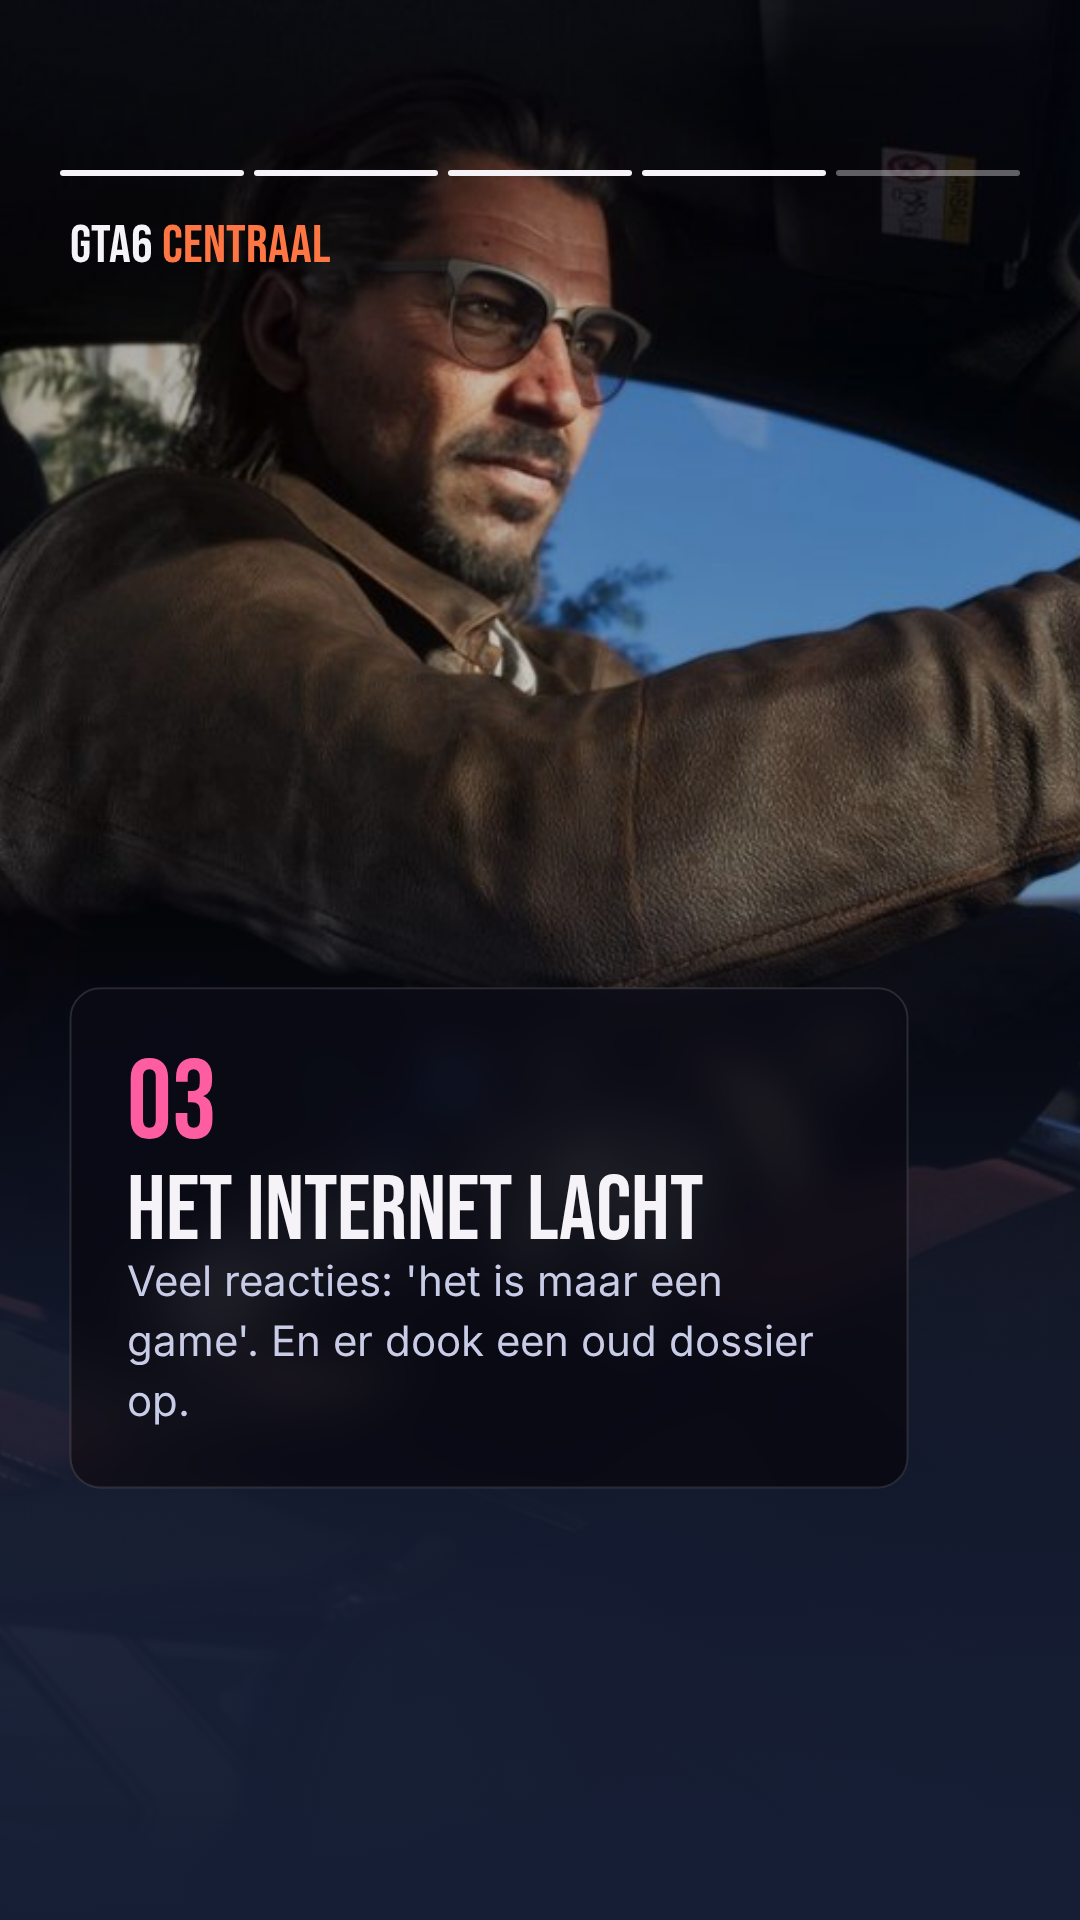 GTA6 CENTRAAL
03
HET INTERNET LACHT
Veel reacties: 'het is maar een
game'. En er dook een oud dossier
op.